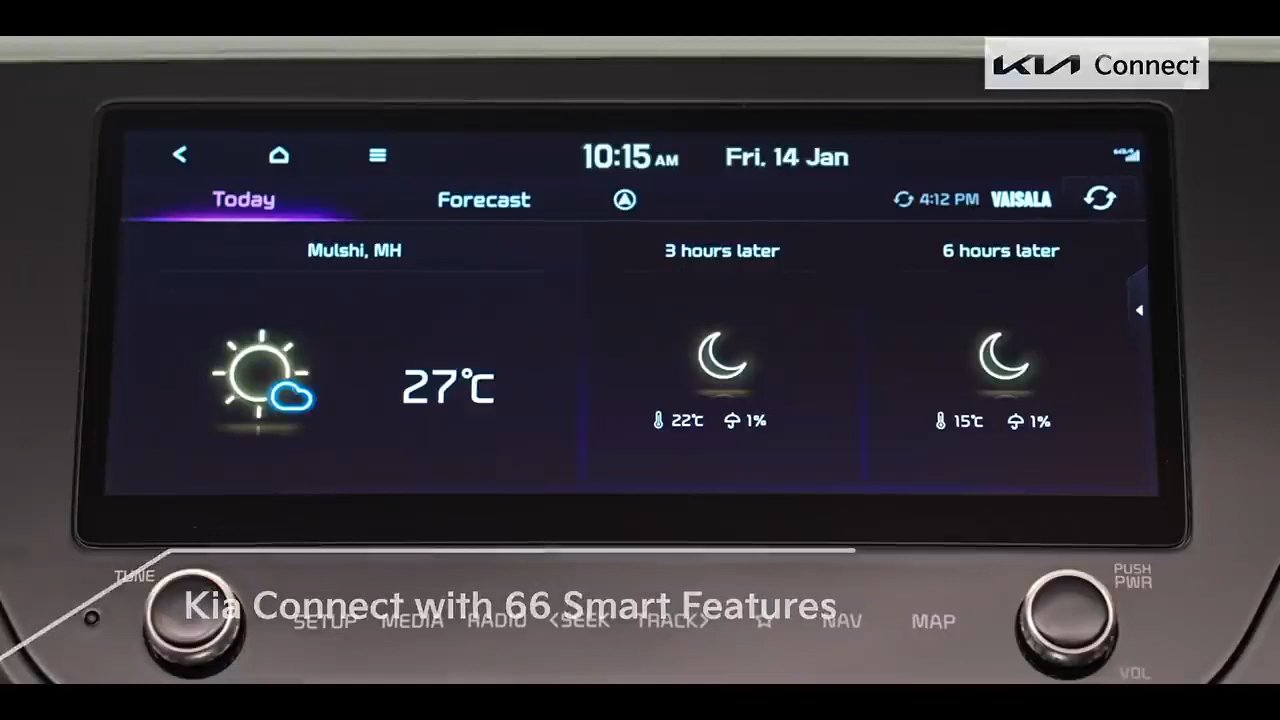 KIA Connect
10:15 AM Fri. 14 Jan
Today Forecast 4:12 PM VAISALA
Mulshi, MH 3 hours later 6 hours later
27°C
22°C 1% 15°C 1%
TUNE
PUSH
PWR
Kia Connect with 66 Smart Features
SETUP MEDIA RADIO <SEEK TRACK> NAV MAP
VOL